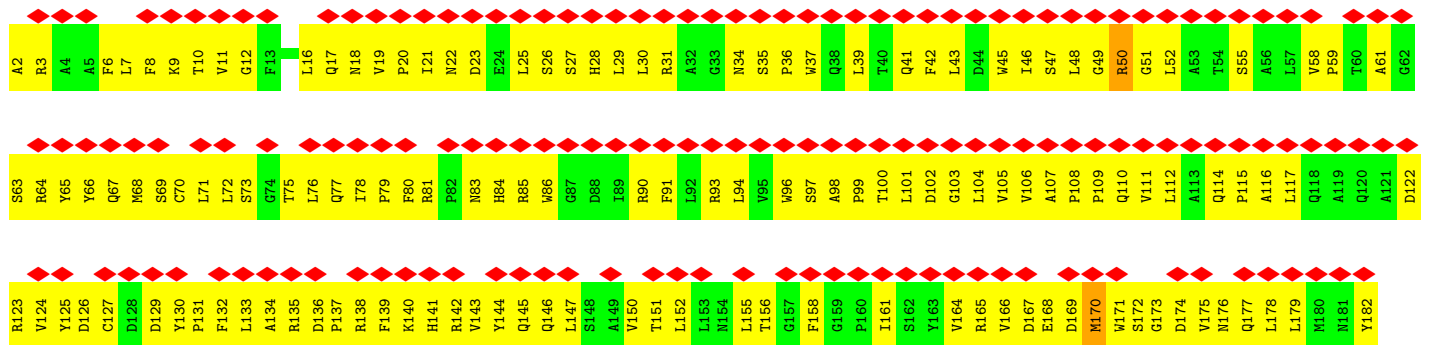 A2 R3 A4 A5 F6 L7 F8 K9 T10 V11 G12 F13 L16 Q17 N18 V19 P20 I21 N22 D23 E24 L25 S26 S27 H28 L29 L30 R31 A32 G33 N34 S35 P36 W37 Q38 L39 T40 Q41 F42 L43 D44 W45 I46 S47 L48 G49 R50 G51 L52 A53 T54 S55 A56 L57 V58 P59 T60 A61 G62
S63 R64 Y65 Y66 Q67 M68 S69 C70 L71 L72 S73 G74 T75 L76 Q77 I78 P79 F80 R81 P82 N83 H84 R85 W86 G87 D88 I89 R90 F91 L92 R93 L94 V95 W96 S97 A98 P99 T100 L101 D102 G103 L104 V105 V106 A107 P108 P109 Q110 V111 L112 A113 Q114 P115 A116 L117 Q118 A119 Q120 A121 D122
R123 V124 Y125 D126 C127 D128 D129 Y130 P131 F132 L133 A134 R135 D136 P137 R138 F139 K140 H141 R142 V143 Y144 Q145 Q146 L147 S148 A149 V150 T151 L152 L153 N154 L155 T156 G157 F158 G159 P160 I161 S162 Y163 V164 R165 V166 D167 E168 D169 M170 W171 S172 G173 D174 V175 N176 Q177 L178 L179 M180 N181 Y182